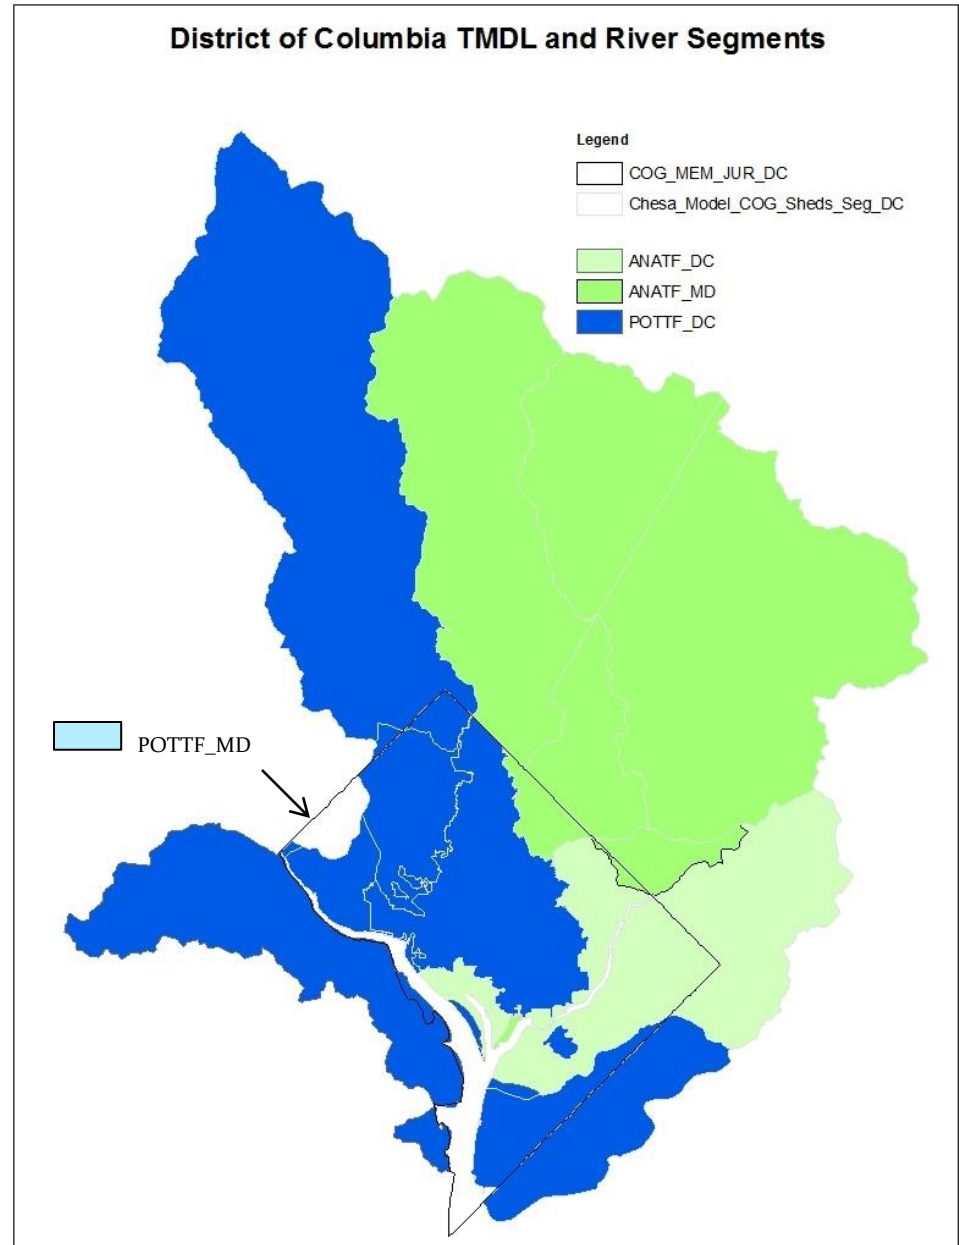 District of Columbia TMDL and River Segments
Legend
COG_MEM_JUR_DC
Chesa_Model_COG_Sheds_Seg_DC
ANATF_DC
ANATF_MD
POTTF_DC
POTTF_MD